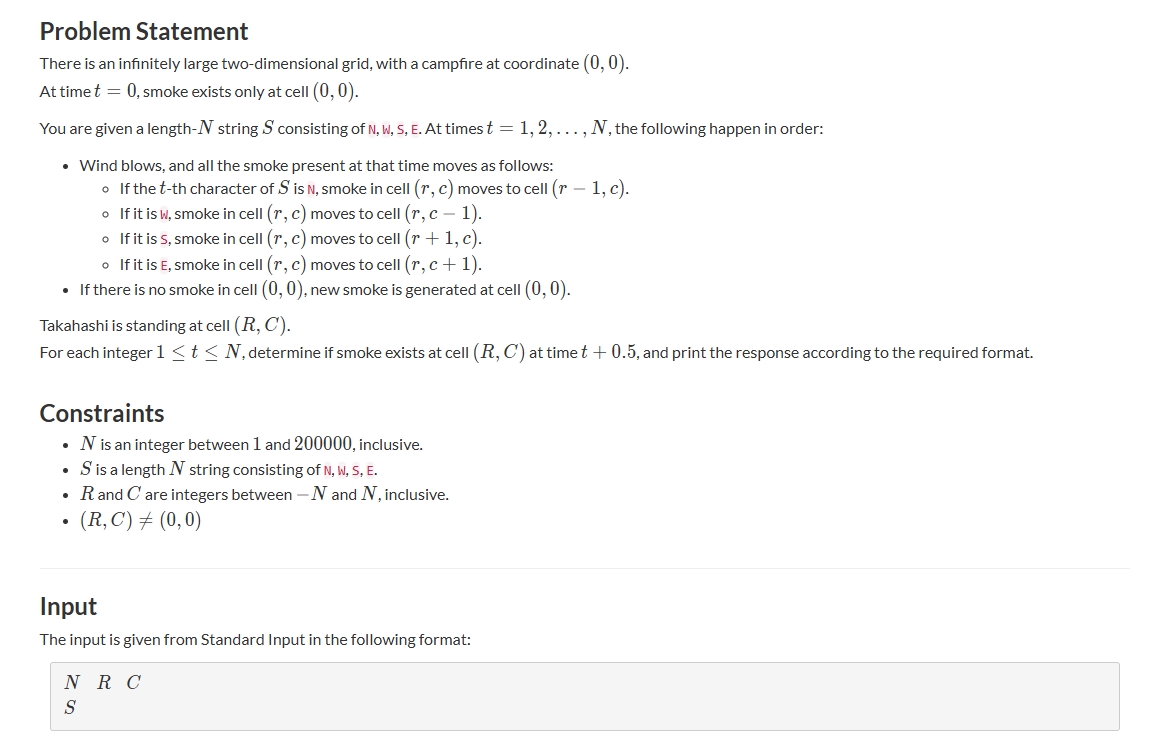 Problem Statement
There is an infinitely large two-dimensional grid, with a campfire at coordinate (0, 0).
At time t = 0, smoke exists only at cell (0, 0).
You are given a length-N string S consisting of N, W, S, E. At times t = 1, 2, . . . , N, the following happen in order:
• Wind blows, and all the smoke present at that time moves as follows:
◦ If the t-th character of S is N, smoke in cell (r, c) moves to cell (r − 1, c).
◦ If it is W, smoke in cell (r, c) moves to cell (r, c − 1).
◦ If it is S, smoke in cell (r, c) moves to cell (r + 1, c).
◦ If it is E, smoke in cell (r, c) moves to cell (r, c + 1).
• If there is no smoke in cell (0, 0), new smoke is generated at cell (0, 0).
Takahashi is standing at cell (R, C).
For each integer 1 ≤ t ≤ N, determine if smoke exists at cell (R, C) at time t + 0.5, and print the response according to the required format.
Constraints
• N is an integer between 1 and 200000, inclusive.
• S is a length N string consisting of N, W, S, E.
• R and C are integers between −N and N, inclusive.
• (R, C) ≠ (0, 0)
Input
The input is given from Standard Input in the following format:
N R C
S